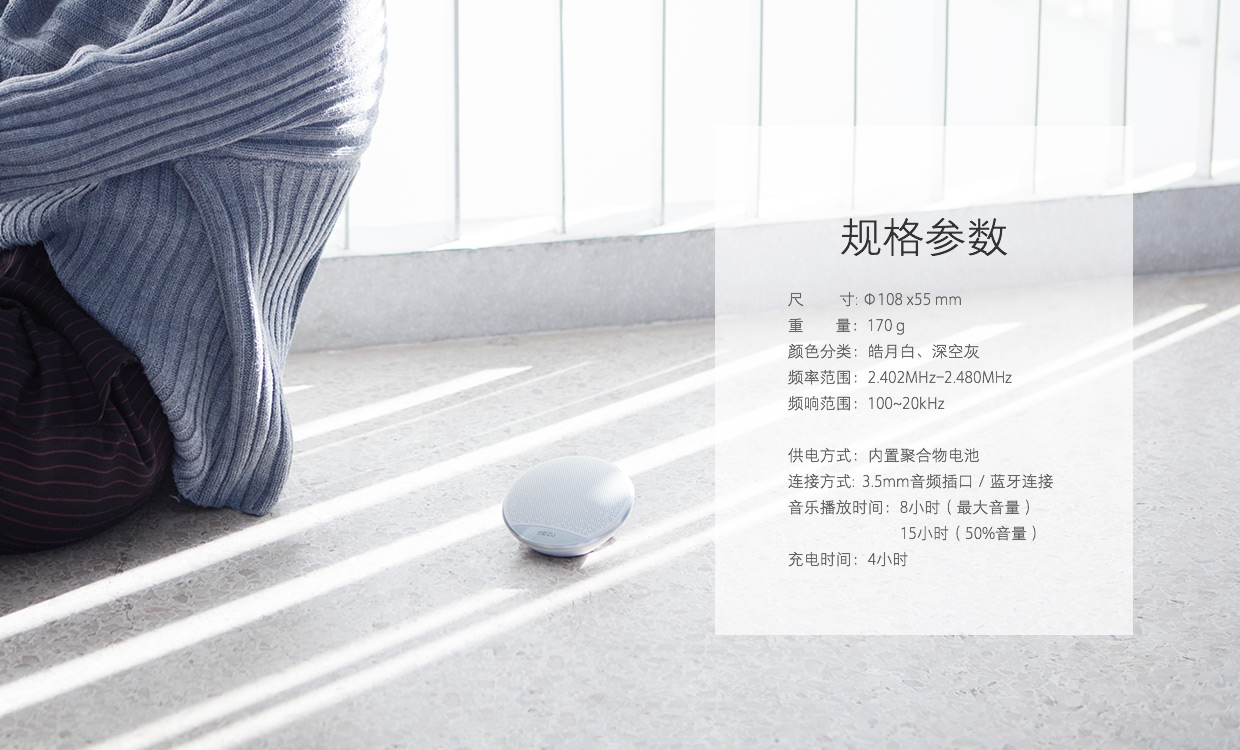 规格参数
尺 寸: Φ108 x55 mm
重 量: 170 g
颜色分类: 皓月白、深空灰
频率范围: 2.402MHz-2.480MHz
频响范围: 100~20kHz
供电方式: 内置聚合物电池
连接方式: 3.5mm音频插口 / 蓝牙连接
音乐播放时间: 8小时 ( 最大音量 )
15小时 ( 50%音量 )
充电时间: 4小时
MEIZU